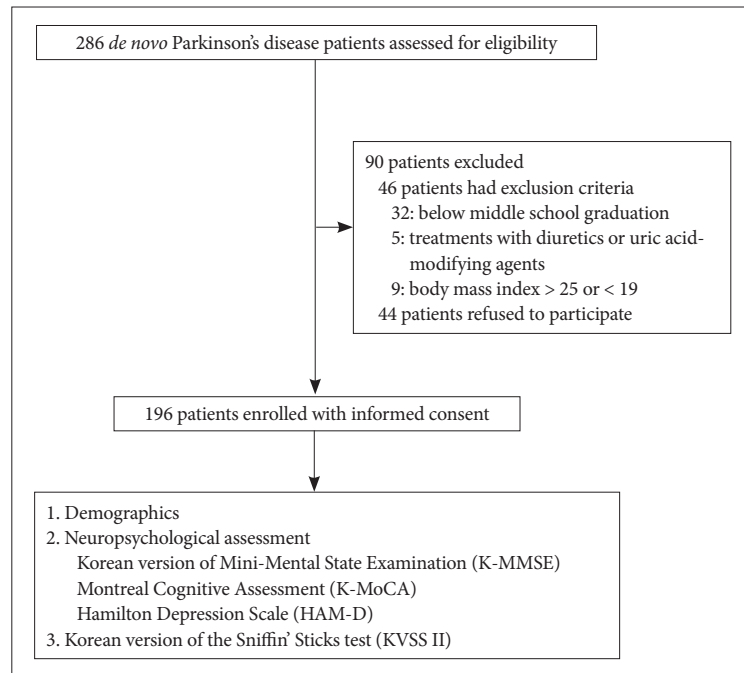 286 de novo Parkinson's disease patients assessed for eligibility
90 patients excluded
46 patients had exclusion criteria
32: below middle school graduation
5: treatments with diuretics or uric acid-
modifying agents
9: body mass index > 25 or < 19
44 patients refused to participate
196 patients enrolled with informed consent
1. Demographics
2. Neuropsychological assessment
Korean version of Mini-Mental State Examination (K-MMSE)
Montreal Cognitive Assessment (K-MoCA)
Hamilton Depression Scale (HAM-D)
3. Korean version of the Sniffin' Sticks test (KVSS II)